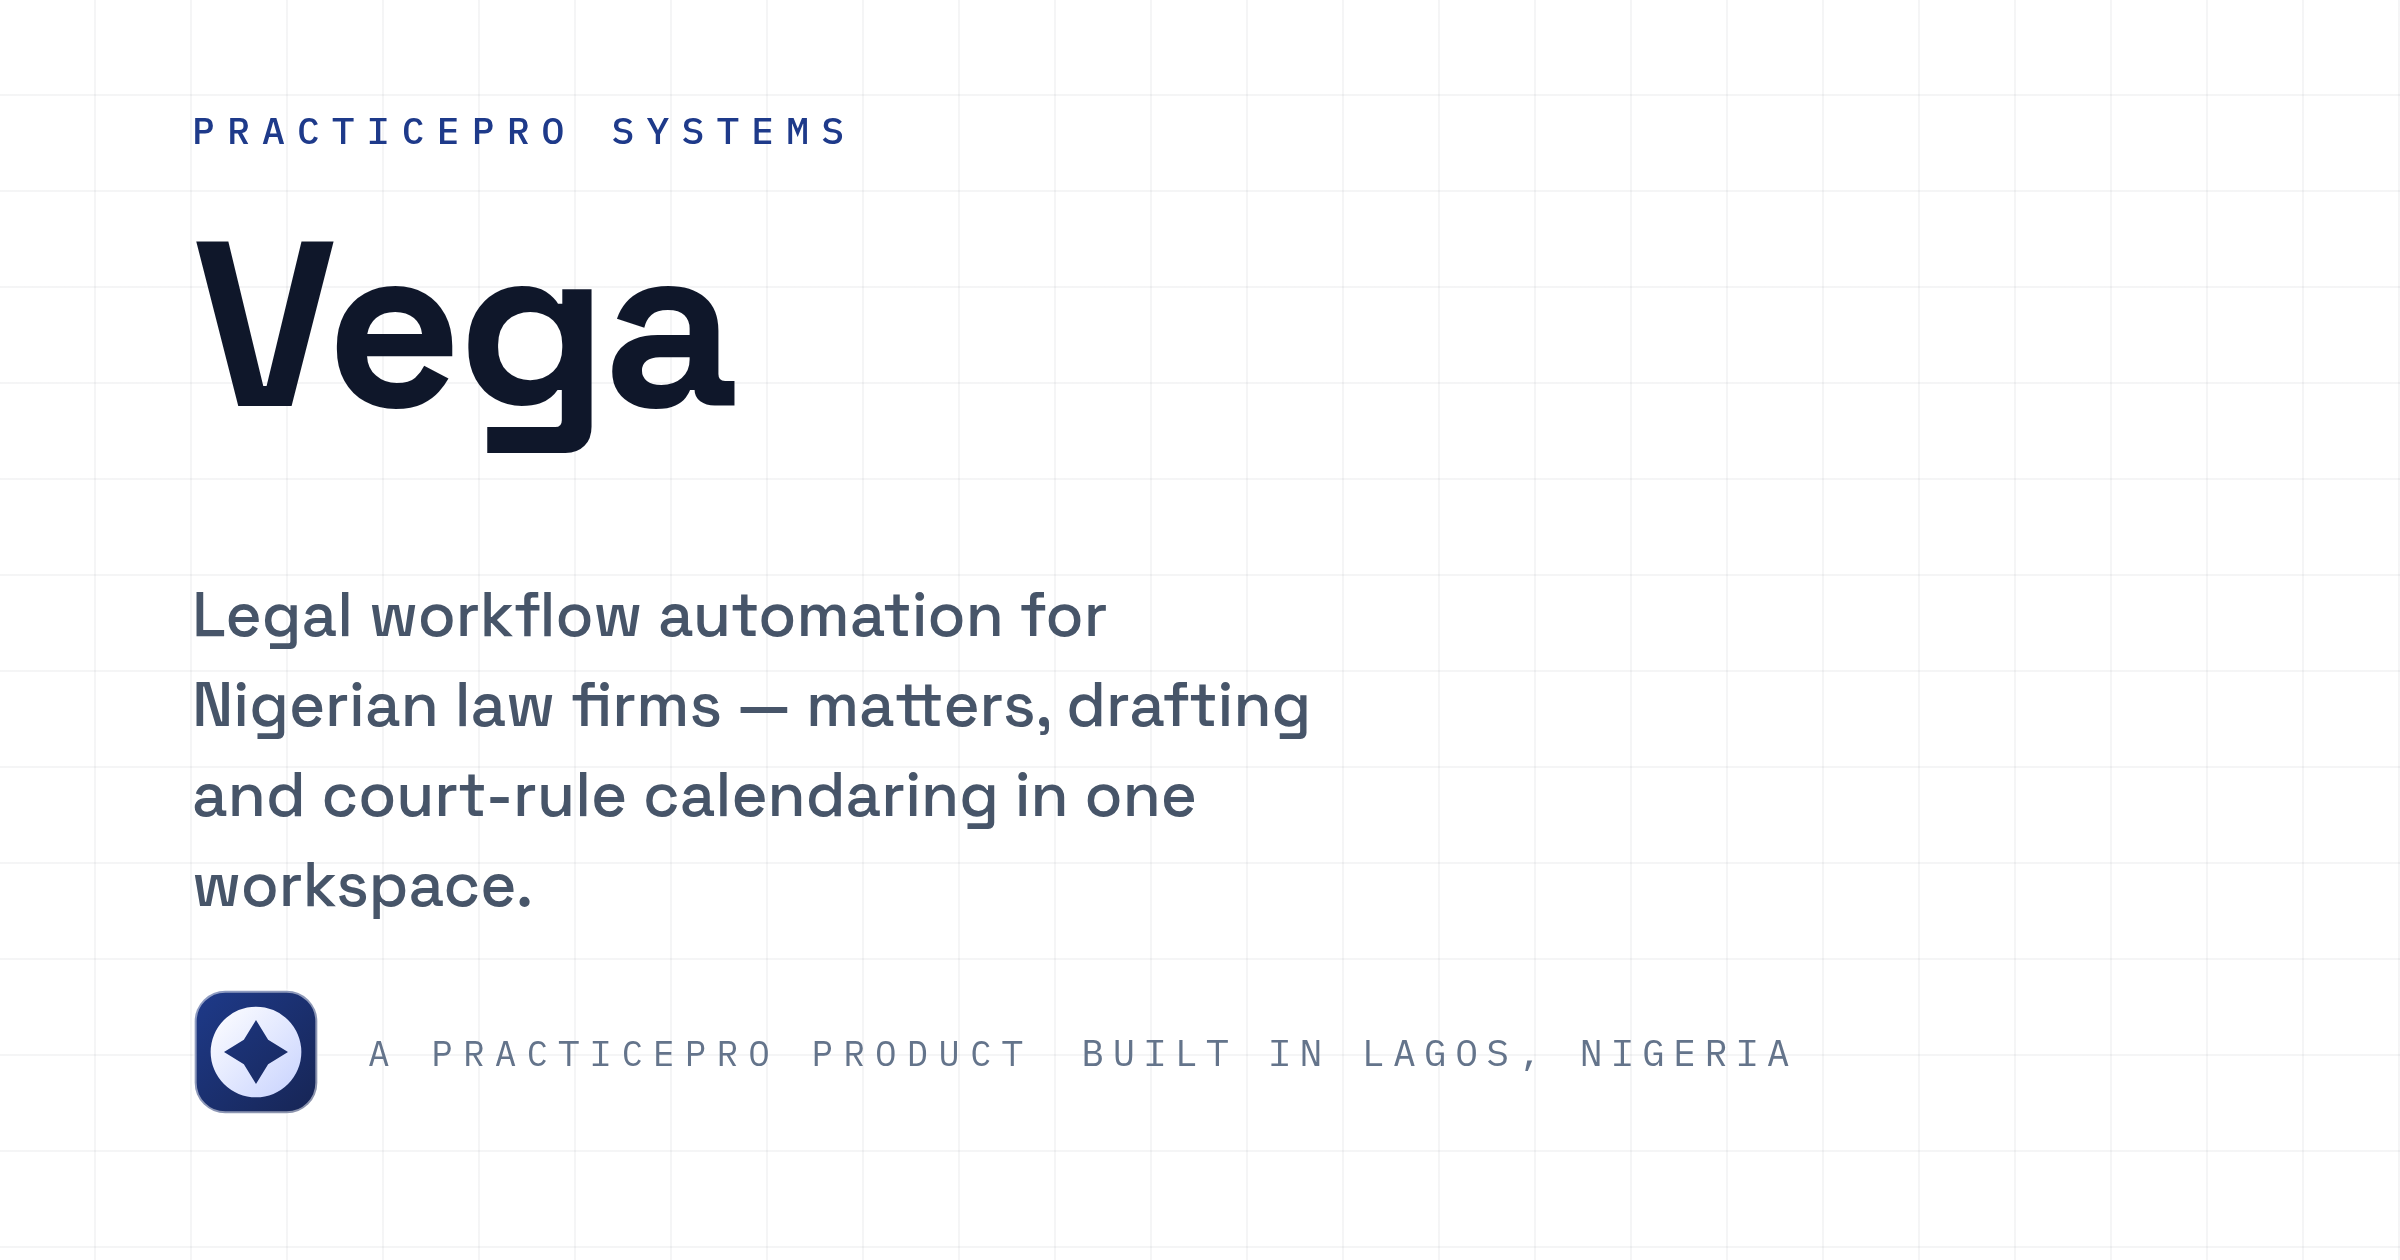 PRACTICEPRO SYSTEMS
Vega
Legal workflow automation for
Nigerian law firms — matters, drafting
and court-rule calendaring in one
workspace.
A PRACTICEPRO PRODUCT BUILT IN LAGOS, NIGERIA